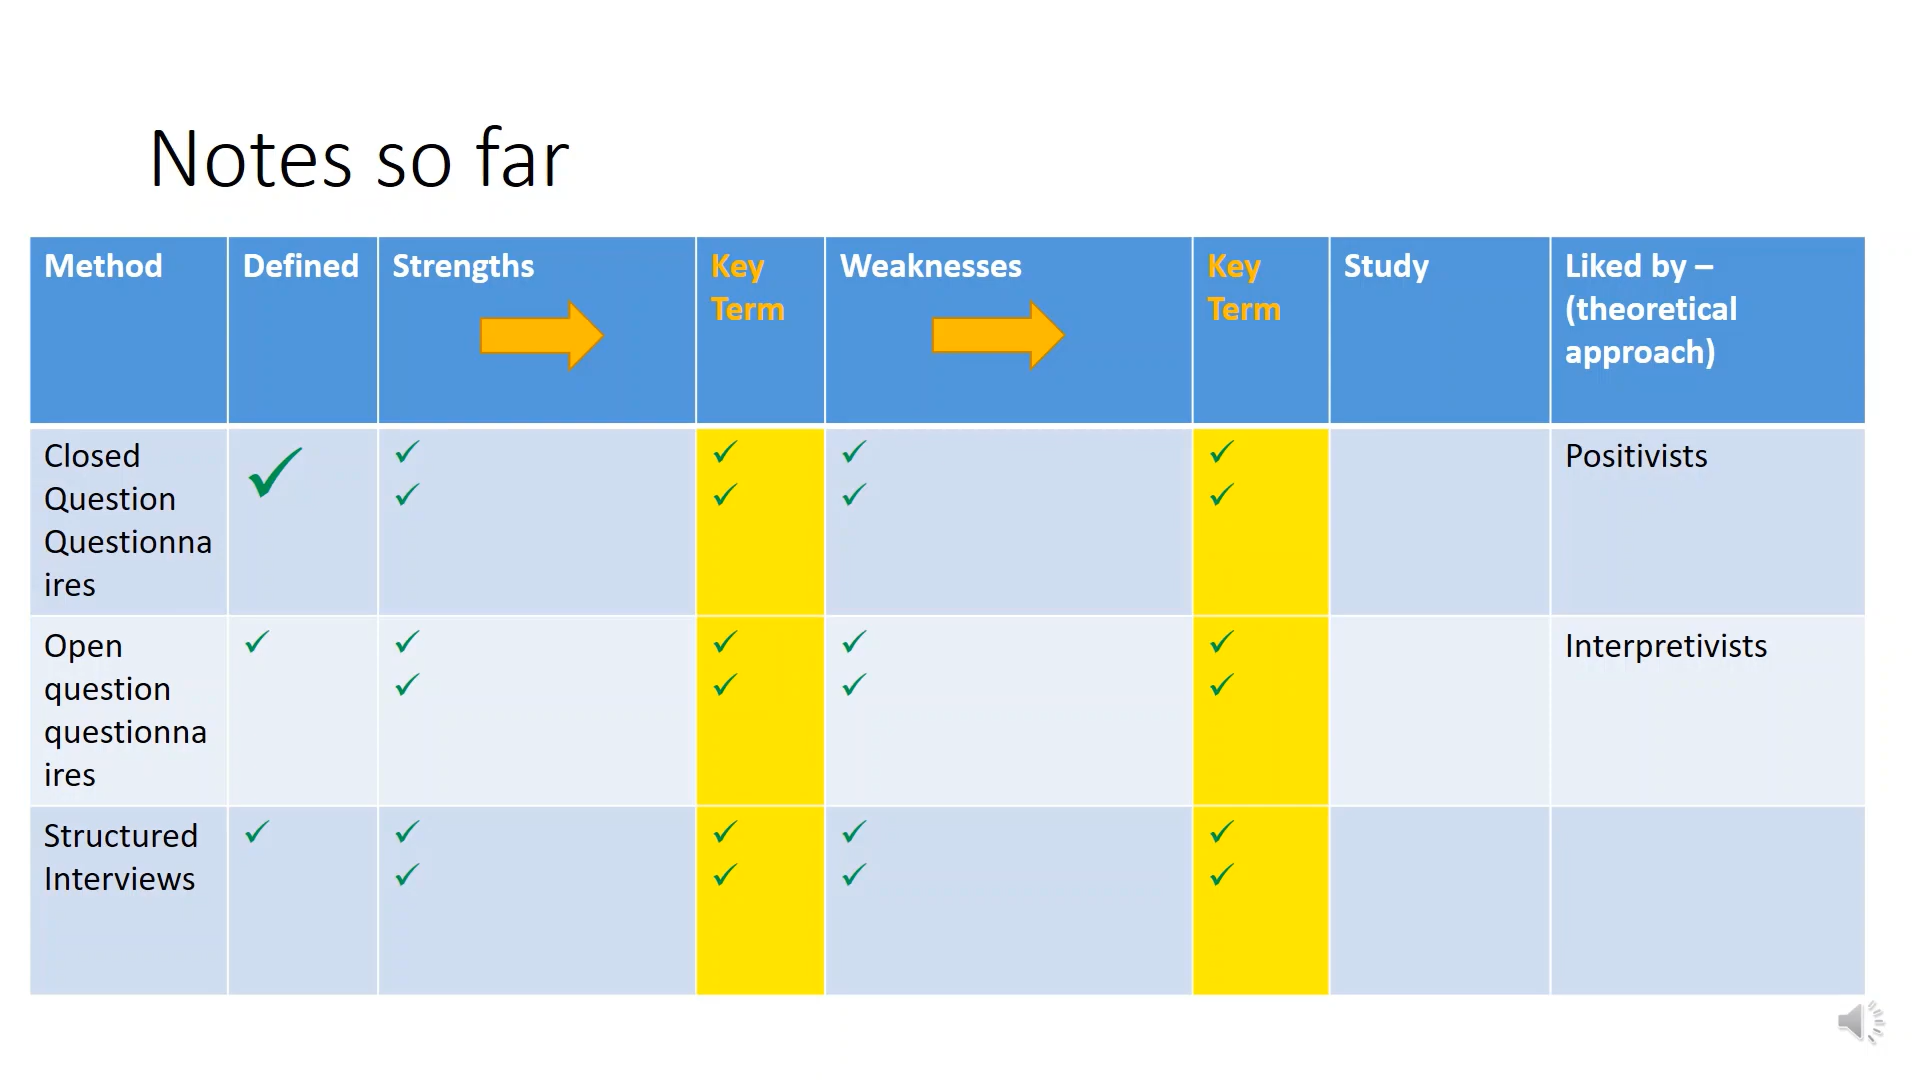 Notes so far
Method
Defined
Strengths
Key
Term
Weaknesses
Key
Term
Study
Liked by –
(theoretical
approach)
Closed
Question
Questionna
ires
✓
✓
✓
✓
✓
✓
✓
✓
✓
Positivists
Open
question
questionna
ires
✓
✓
✓
✓
✓
✓
✓
✓
✓
Interpretivists
Structured
Interviews
✓
✓
✓
✓
✓
✓
✓
✓
✓